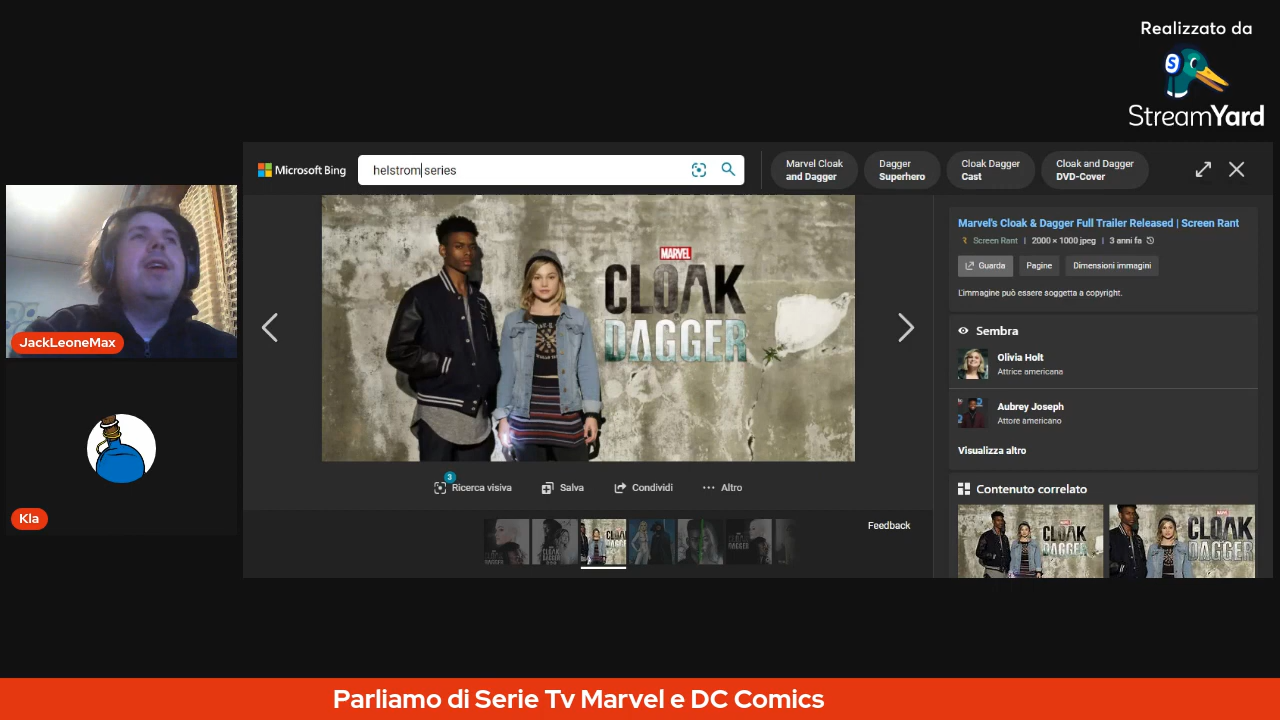 Realizzato da
S
StreamYard
Microsoft Bing
helstrom series
Marvel Cloak
and Dagger
Dagger
Superhero
Cloak Dagger
Cast
Cloak and Dagger
DVD-Cover
MARVEL
CLOAK
DAGGER
Marvel's Cloak & Dagger Full Trailer Released | Screen Rant
Screen Rant | 2000 × 1000 jpeg | 3 anni fa
Guarda
Pagine
Dimensioni immagini
L'immagine può essere soggetta a copyright.
Sembra
Olivia Holt
Attrice americana
Aubrey Joseph
Attore americano
Visualizza altro
Contenuto correlato
MARVEL
CLOAK
DAGGER
CLOAK
DAGGER
3
Ricerca visiva
Salva
Condividi
Altro
Feedback
CLOAK
DAGGER
JackLeoneMax
Kla
Parliamo di Serie Tv Marvel e DC Comics